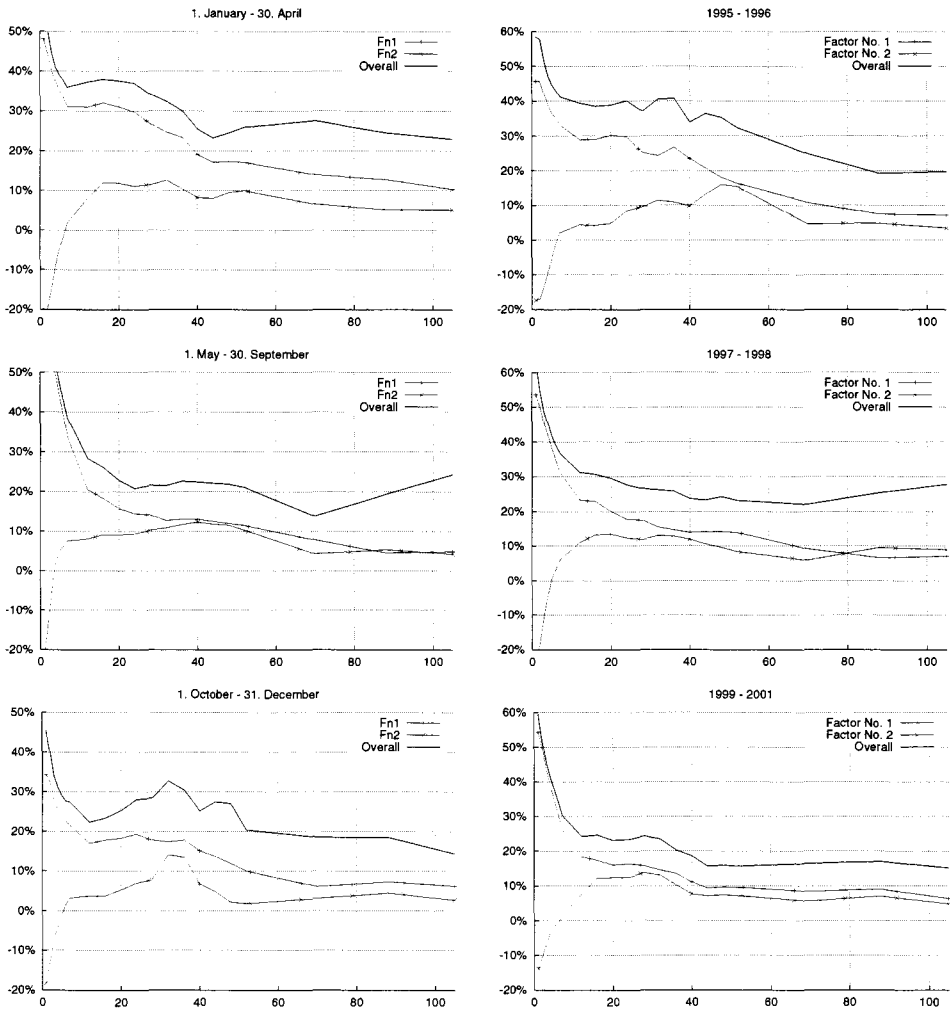 1. January - 30. April
50%
40%
30%
20%
10%
0%
-10%
-20%
0 20 40 60 80 100
Fn1
Fn2
Overall
1995 - 1996
60%
50%
40%
30%
20%
10%
0%
-10%
-20%
0 20 40 60 80 100
Factor No. 1
Factor No. 2
Overall
1. May - 30. September
50%
40%
30%
20%
10%
0%
-10%
-20%
0 20 40 60 80 100
Fn1
Fn2
Overall
1997 - 1998
60%
50%
40%
30%
20%
10%
0%
-10%
-20%
0 20 40 60 80 100
Factor No. 1
Factor No. 2
Overall
1. October - 31. December
50%
40%
30%
20%
10%
0%
-10%
-20%
0 20 40 60 80 100
Fn1
Fn2
Overall
1999 - 2001
60%
50%
40%
30%
20%
10%
0%
-10%
-20%
0 20 40 60 80 100
Factor No. 1
Factor No. 2
Overall